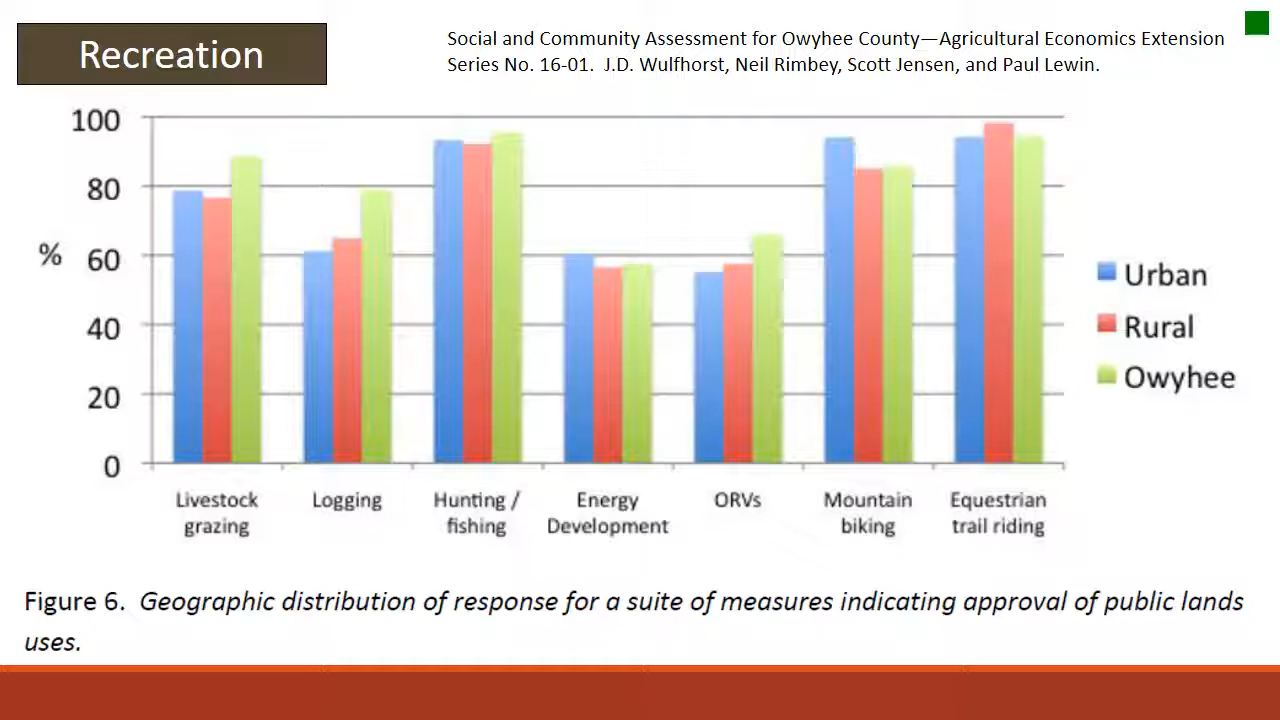 Recreation
Social and Community Assessment for Owyhee County—Agricultural Economics Extension
Series No. 16-01.  J.D. Wulfhorst, Neil Rimbey, Scott Jensen, and Paul Lewin.
100
80
%
60
40
20
0
Urban
Rural
Owyhee
Livestock
grazing
Logging
Hunting /
fishing
Energy
Development
ORVs
Mountain
biking
Equestrian
trail riding
Figure 6.  Geographic distribution of response for a suite of measures indicating approval of public lands
uses.